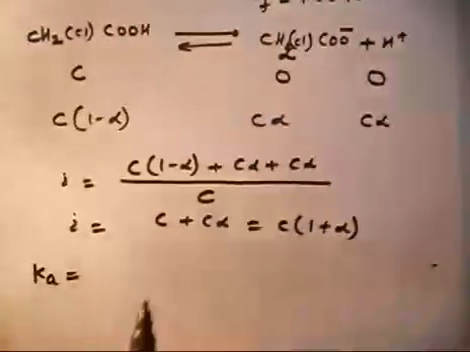 CH₂(Cl) COOH ⇌ CH₂(Cl) COO⁻ + H⁺
C 0 0
C(1-α) Cα Cα
i = C(1-α) + Cα + Cα / C
i = C + Cα = C(1+α)
Ka =